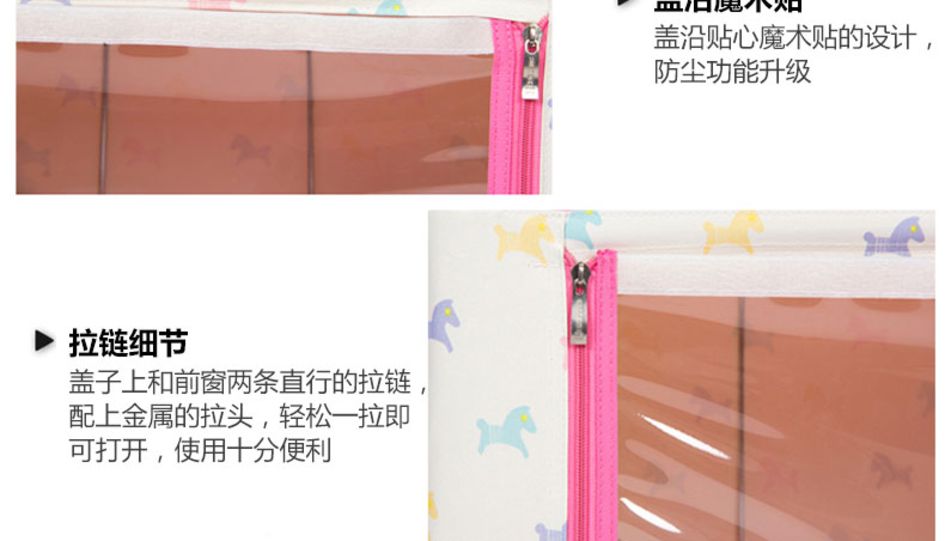 盖沿魔术贴
盖沿贴心魔术贴的设计，
防尘功能升级
拉链细节
盖子上和前窗两条直行的拉链，
配上金属的拉头，轻松一拉即
可打开，使用十分便利